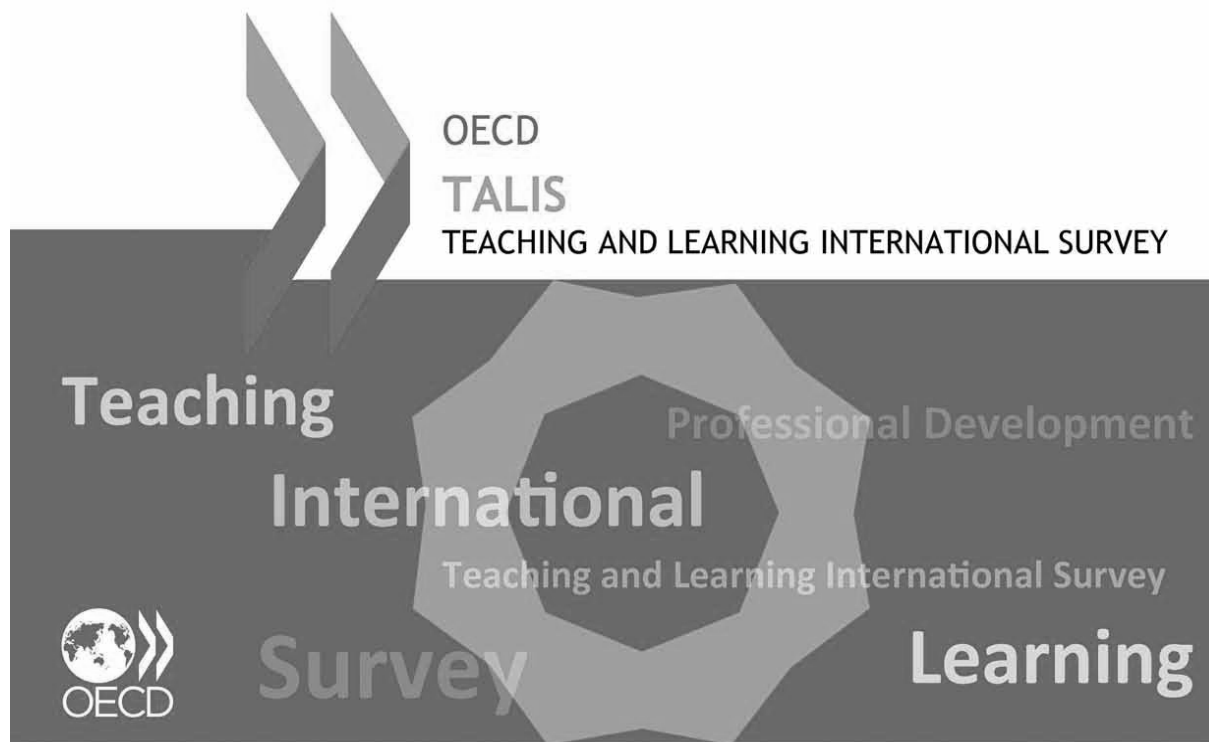 OECD
TALIS
TEACHING AND LEARNING INTERNATIONAL SURVEY
Teaching
Professional Development
International
Teaching and Learning International Survey
Survey
Learning
OECD